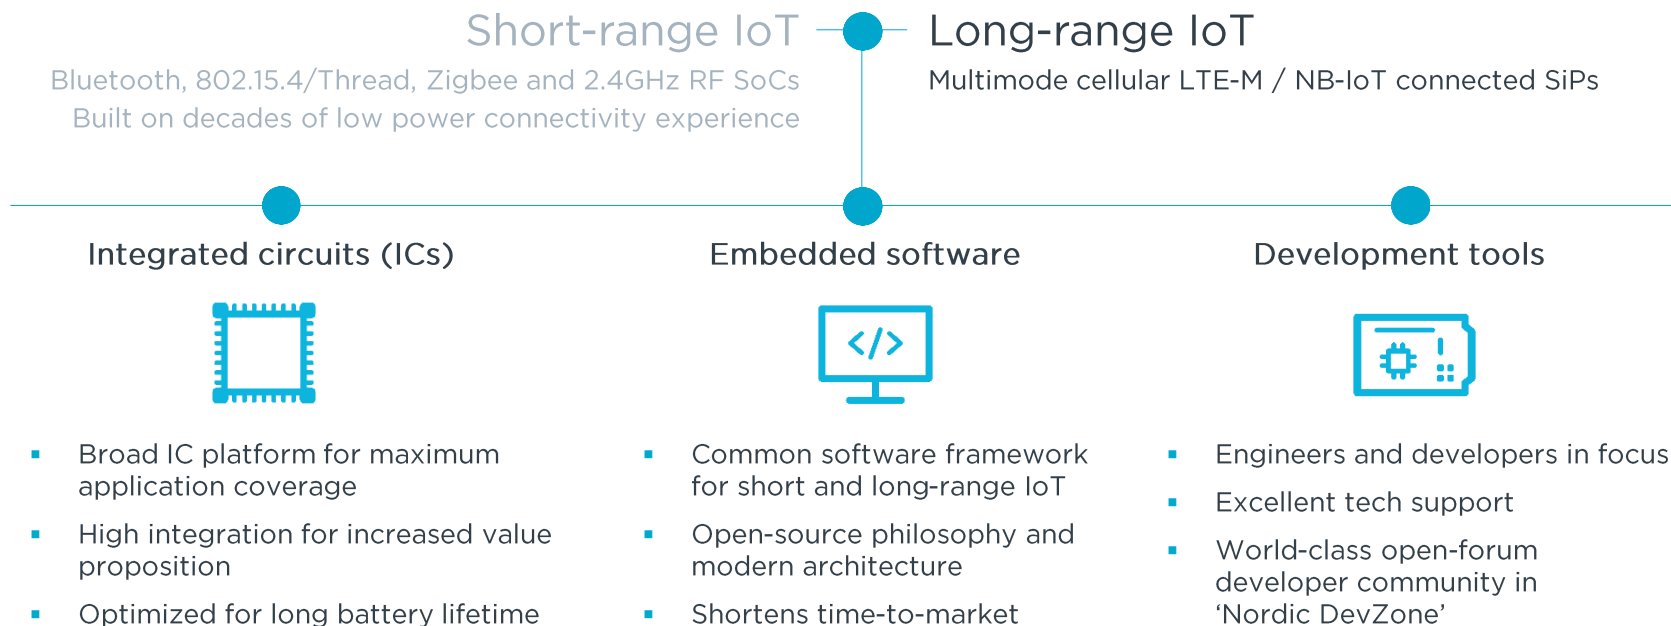 Short-range IoT
Bluetooth, 802.15.4/Thread, Zigbee and 2.4GHz RF SoCs
Built on decades of low power connectivity experience
Long-range IoT
Multimode cellular LTE-M / NB-IoT connected SiPs
Integrated circuits (ICs)
▪ Broad IC platform for maximum
application coverage
▪ High integration for increased value
proposition
▪ Optimized for long battery lifetime
Embedded software
</>
▪ Common software framework
for short and long-range IoT
▪ Open-source philosophy and
modern architecture
▪ Shortens time-to-market
Development tools
▪ Engineers and developers in focus
▪ Excellent tech support
▪ World-class open-forum
developer community in
‘Nordic DevZone’